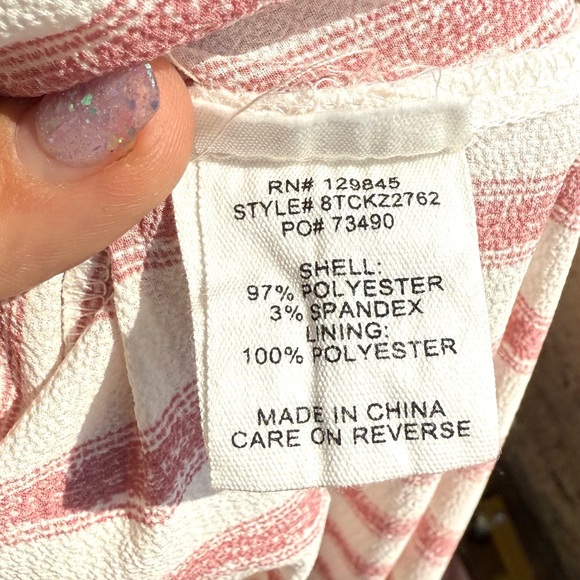 RN# 129845
STYLE# 8TCKZ2762
PO# 73490
SHELL:
97% POLYESTER
3% SPANDEX
LINING:
100% POLYESTER
MADE IN CHINA
CARE ON REVERSE